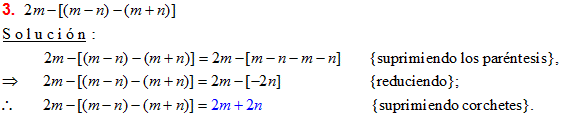 3. 2m−[(m−n)−(m+n)]
Solución:
2m−[(m−n)−(m+n)] = 2m−[m−n−m−n] {suprimiendo los paréntesis},
⇒ 2m−[(m−n)−(m+n)] = 2m−[−2n] {reduciendo};
∴ 2m−[(m−n)−(m+n)] = 2m+2n {suprimiendo corchetes}.